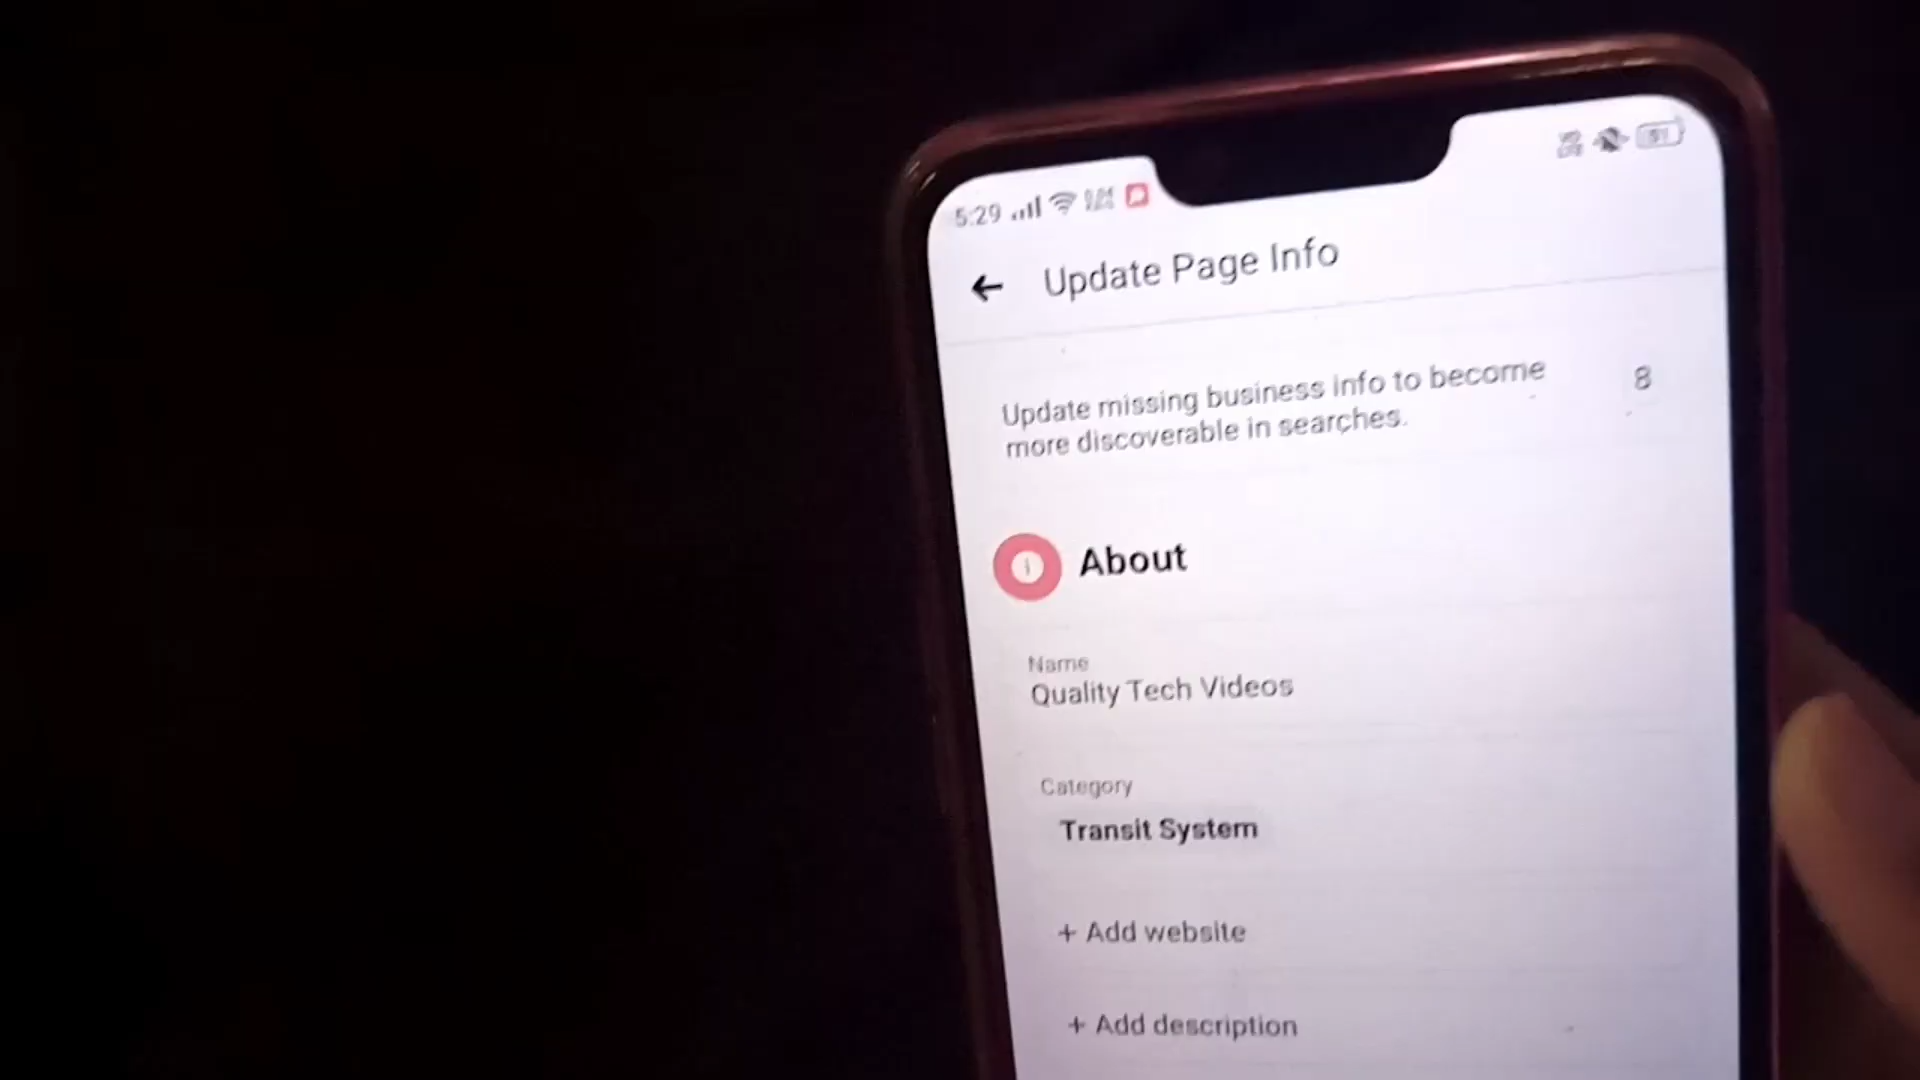 5:29
Update Page Info
Update missing business info to become
more discoverable in searches.
8
About
Name
Quality Tech Videos
Category
Transit System
+ Add website
+ Add description